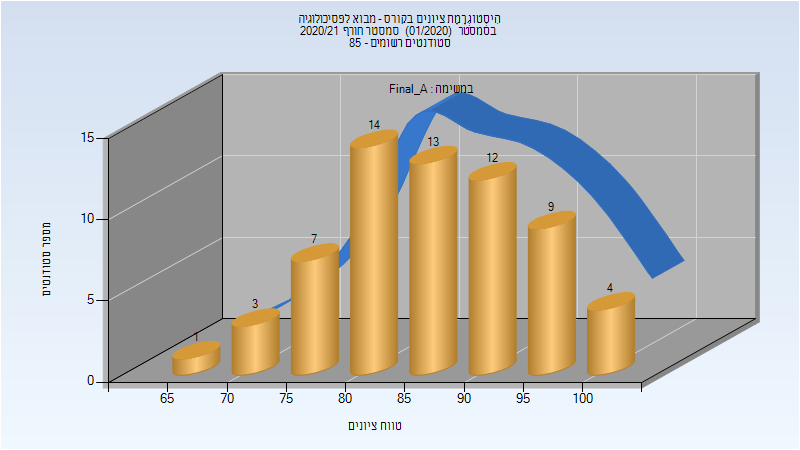 היסטוגרמת ציונים בקורס - מבוא לפסיכולוגיה
בסמסטר (01/2020) סמסטר חורף 2020/21
סטודנטים רשומים - 85
במשימה : Final_A
15
10
5
0
מספר סטודנטים
1
3
7
14
13
12
9
4
65 70 75 80 85 90 95 100
טווח ציונים